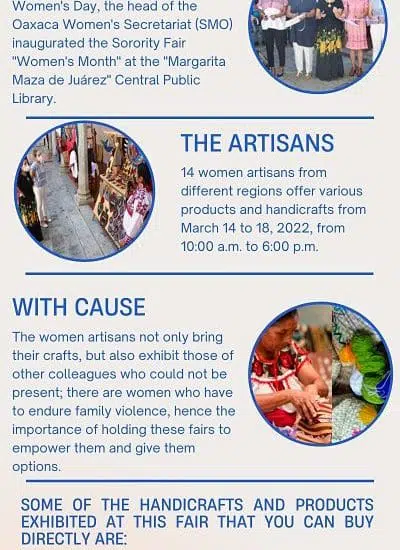 Women's Day, the head of the
Oaxaca Women's Secretariat (SMO)
inaugurated the Sorority Fair
"Women's Month" at the "Margarita
Maza de Juárez" Central Public
Library.
THE ARTISANS
14 women artisans from
different regions offer various
products and handicrafts from
March 14 to 18, 2022, from
10:00 a.m. to 6:00 p.m.
WITH CAUSE
The women artisans not only bring
their crafts, but also exhibit those of
other colleagues who could not be
present; there are women who have
to endure family violence, hence the
importance of holding these fairs to
empower them and give them
options.
SOME OF THE HANDICRAFTS AND PRODUCTS
EXHIBITED AT THIS FAIR THAT YOU CAN BUY
DIRECTLY ARE: